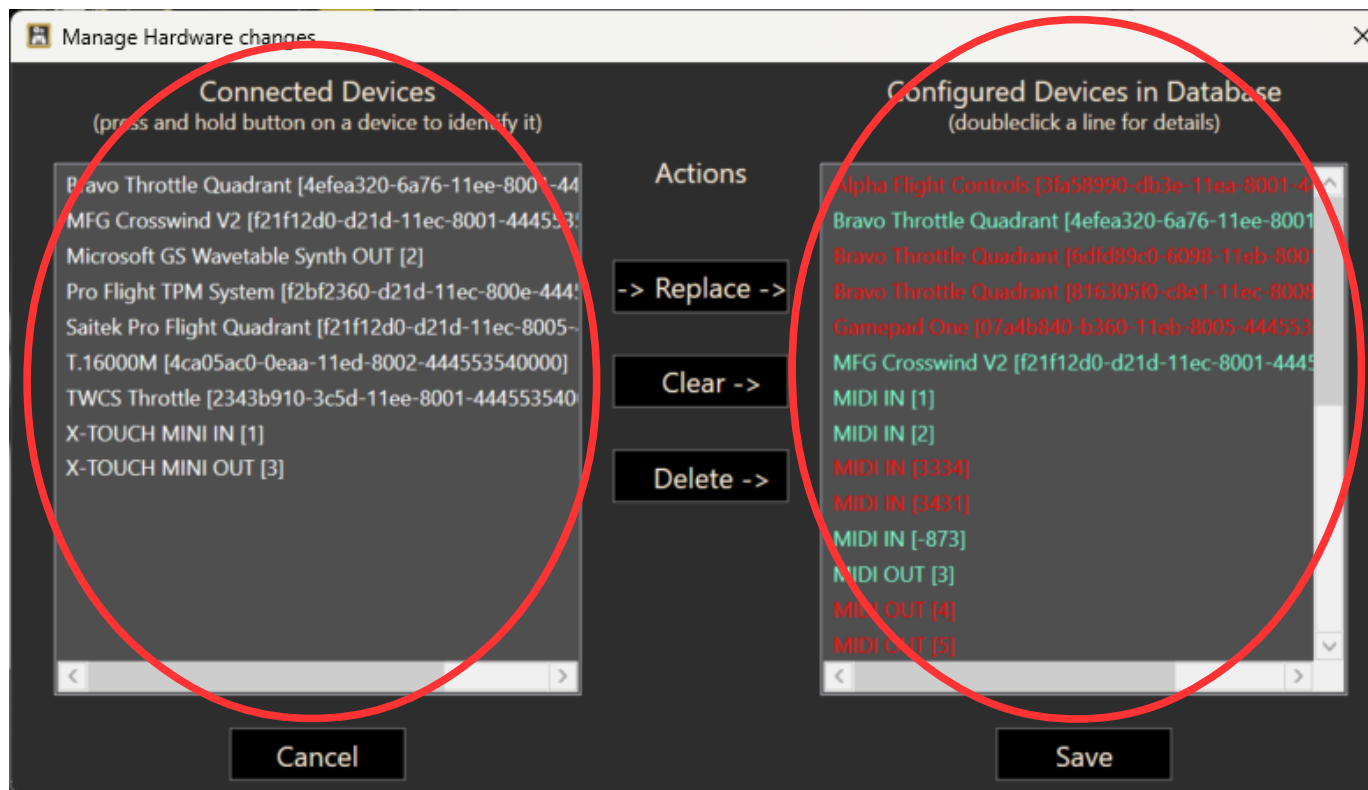 Manage Hardware changes
Connected Devices
(press and hold button on a device to identify it)
Bravo Throttle Quadrant [4efea320-6a76-11ee-8001-44
MFG Crosswind V2 [f21f12d0-d21d-11ec-8001-4445535
Microsoft GS Wavetable Synth OUT [2]
Pro Flight TPM System [f2bf2360-d21d-11ec-800e-4445
Saitek Pro Flight Quadrant [f21f12d0-d21d-11ec-8005-
T.16000M [4ca05ac0-0eaa-11ed-8002-444553540000]
TWCS Throttle [2343b910-3c5d-11ee-8001-4445535400
X-TOUCH MINI IN [1]
X-TOUCH MINI OUT [3]
Cancel
Actions
-> Replace ->
Clear ->
Delete ->
Configured Devices in Database
(doubleclick a line for details)
Alpha Flight Controls [3fa58990-db3e-11ea-8001-44
Bravo Throttle Quadrant [4efea320-6a76-11ee-8001
Bravo Throttle Quadrant [6dfd89c0-6098-11eb-8001
Bravo Throttle Quadrant [816305f0-c8e1-11ec-8008
Gamepad One [07a4b840-b360-11eb-8005-444553
MFG Crosswind V2 [f21f12d0-d21d-11ec-8001-4445
MIDI IN [1]
MIDI IN [2]
MIDI IN [3334]
MIDI IN [3431]
MIDI IN [-873]
MIDI OUT [3]
MIDI OUT [4]
MIDI OUT [5]
Save